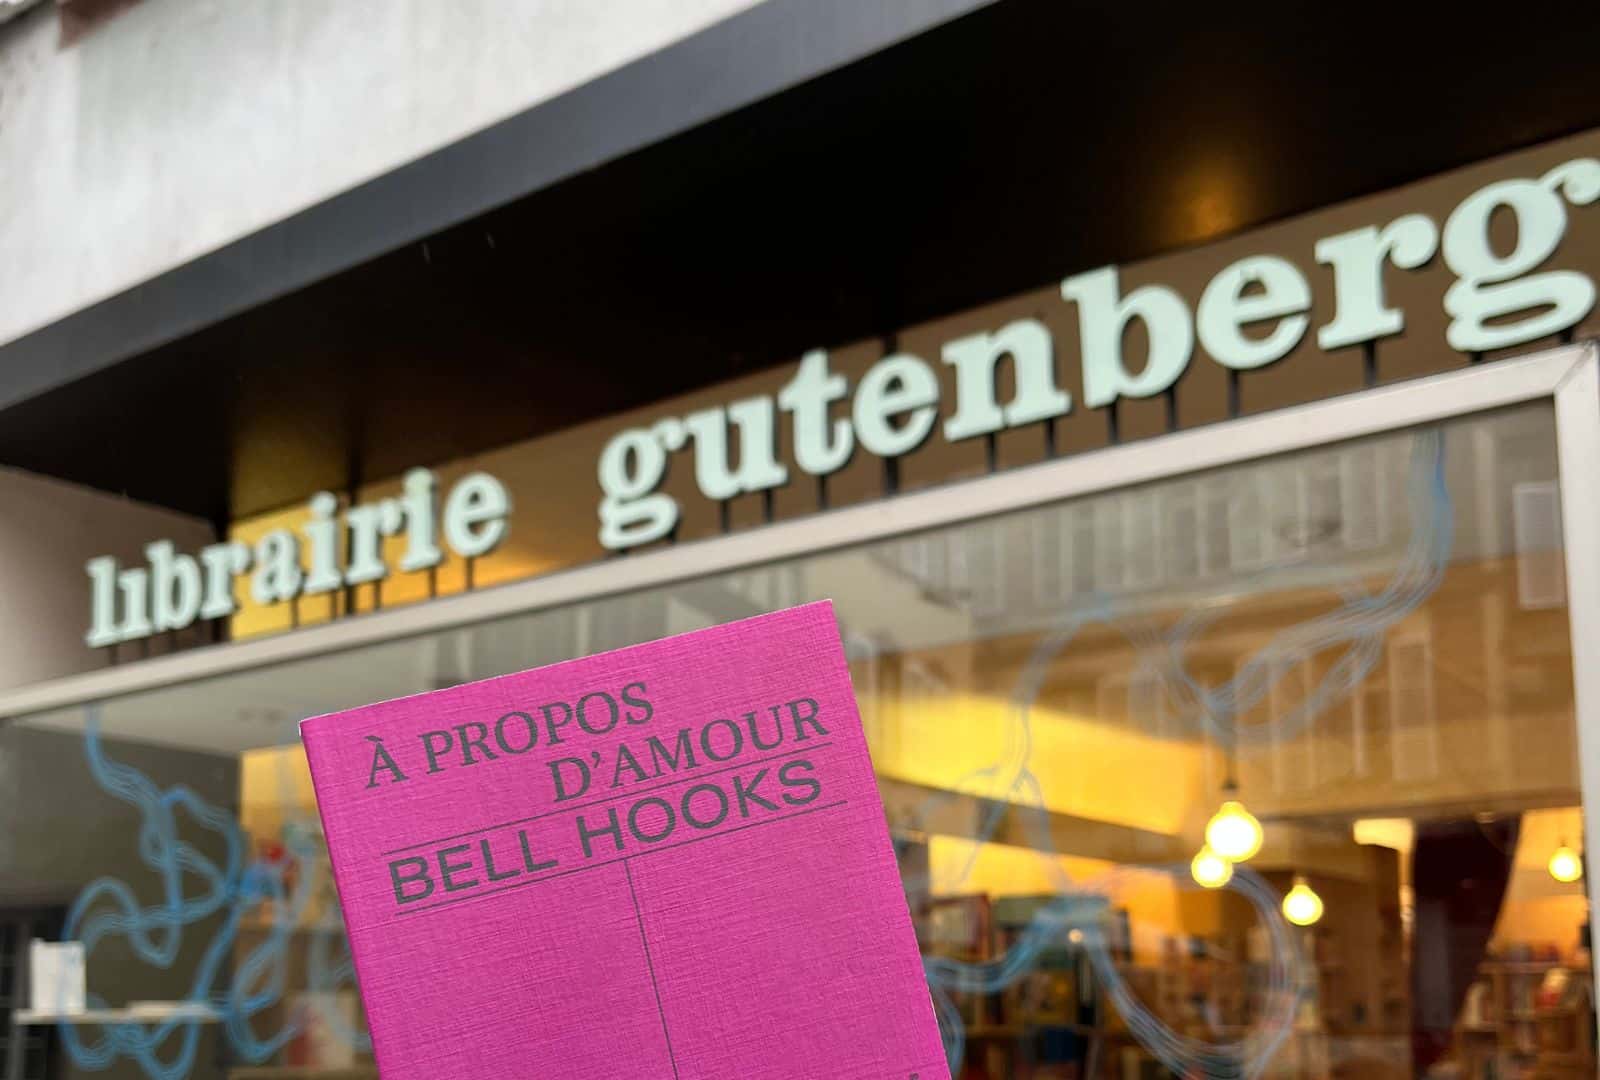 librairie gutenberg
À PROPOS
D'AMOUR
BELL HOOKS